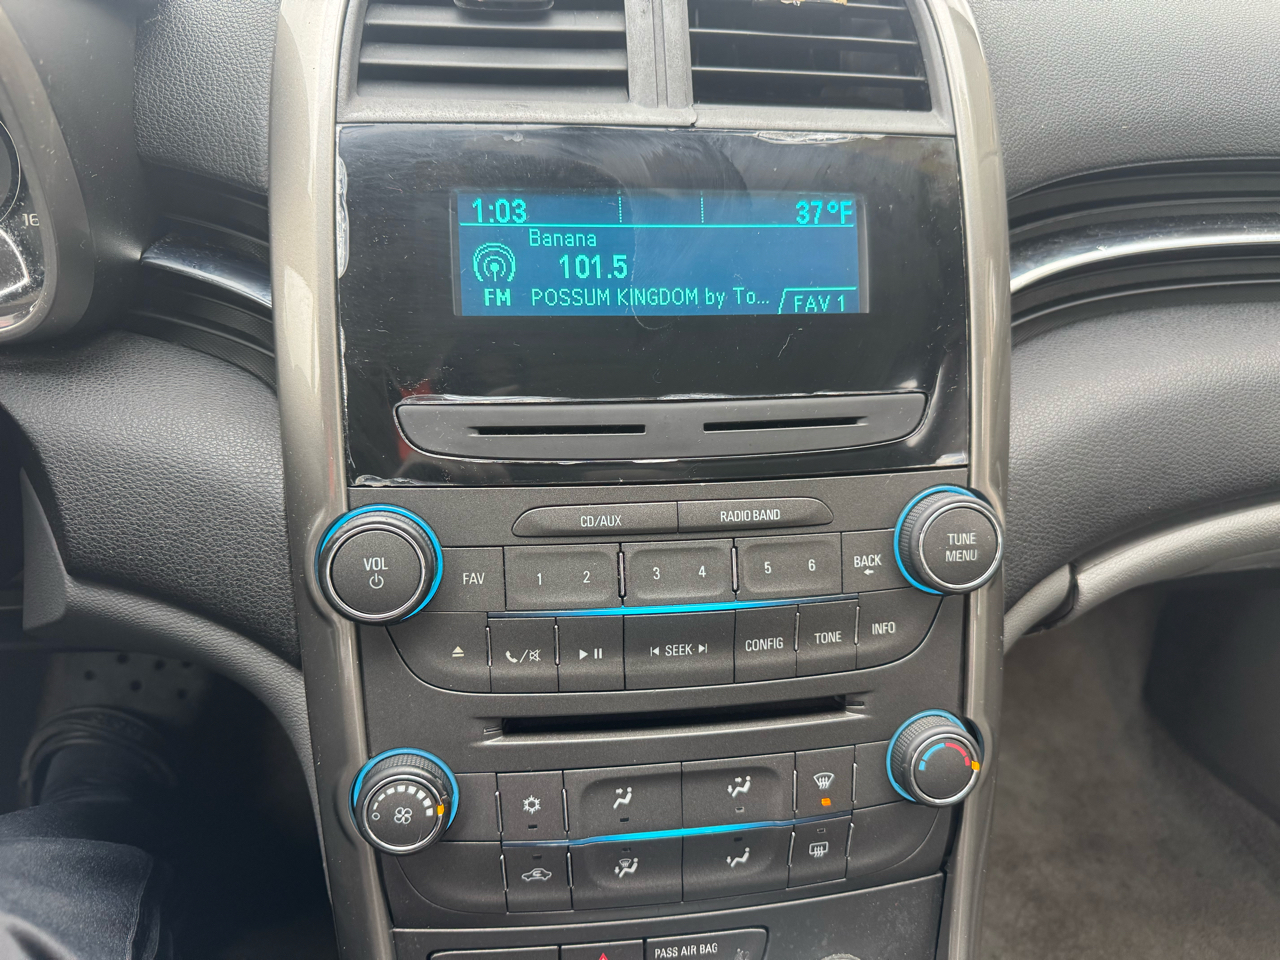 1:03 37°F
Banana
101.5
FM POSSUM KINGDOM by To... FAV 1
16
CD/AUX RADIO BAND
VOL
TUNE
MENU
FAV 1 2 3 4 5 6 BACK
SEEK CONFIG TONE INFO
PASS AIR BAG